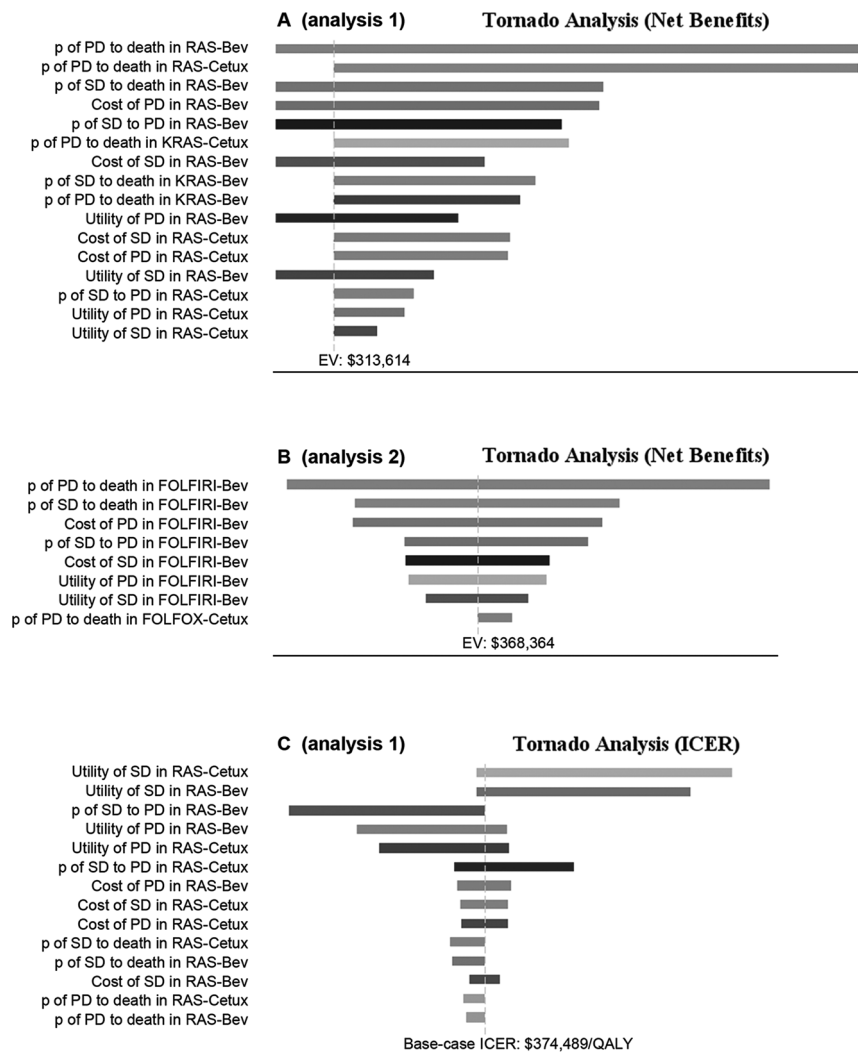 A (analysis 1) Tornado Analysis (Net Benefits)
p of PD to death in RAS-Bev
p of PD to death in RAS-Cetux
p of SD to death in RAS-Bev
Cost of PD in RAS-Bev
p of SD to PD in RAS-Bev
p of PD to death in KRAS-Cetux
Cost of SD in RAS-Bev
p of SD to death in KRAS-Bev
p of PD to death in KRAS-Bev
Utility of PD in RAS-Bev
Cost of SD in RAS-Cetux
Cost of PD in RAS-Cetux
Utility of SD in RAS-Bev
p of SD to PD in RAS-Cetux
Utility of PD in RAS-Cetux
Utility of SD in RAS-Cetux
EV: $313,614
B (analysis 2) Tornado Analysis (Net Benefits)
p of PD to death in FOLFIRI-Bev
p of SD to death in FOLFIRI-Bev
Cost of PD in FOLFIRI-Bev
p of SD to PD in FOLFIRI-Bev
Cost of SD in FOLFIRI-Bev
Utility of PD in FOLFIRI-Bev
Utility of SD in FOLFIRI-Bev
p of PD to death in FOLFOX-Cetux
EV: $368,364
C (analysis 1) Tornado Analysis (ICER)
Utility of SD in RAS-Cetux
Utility of SD in RAS-Bev
p of SD to PD in RAS-Bev
Utility of PD in RAS-Bev
Utility of PD in RAS-Cetux
p of SD to PD in RAS-Cetux
Cost of PD in RAS-Bev
Cost of SD in RAS-Cetux
Cost of PD in RAS-Cetux
p of SD to death in RAS-Cetux
p of SD to death in RAS-Bev
Cost of SD in RAS-Bev
p of PD to death in RAS-Cetux
p of PD to death in RAS-Bev
Base-case ICER: $374,489/QALY